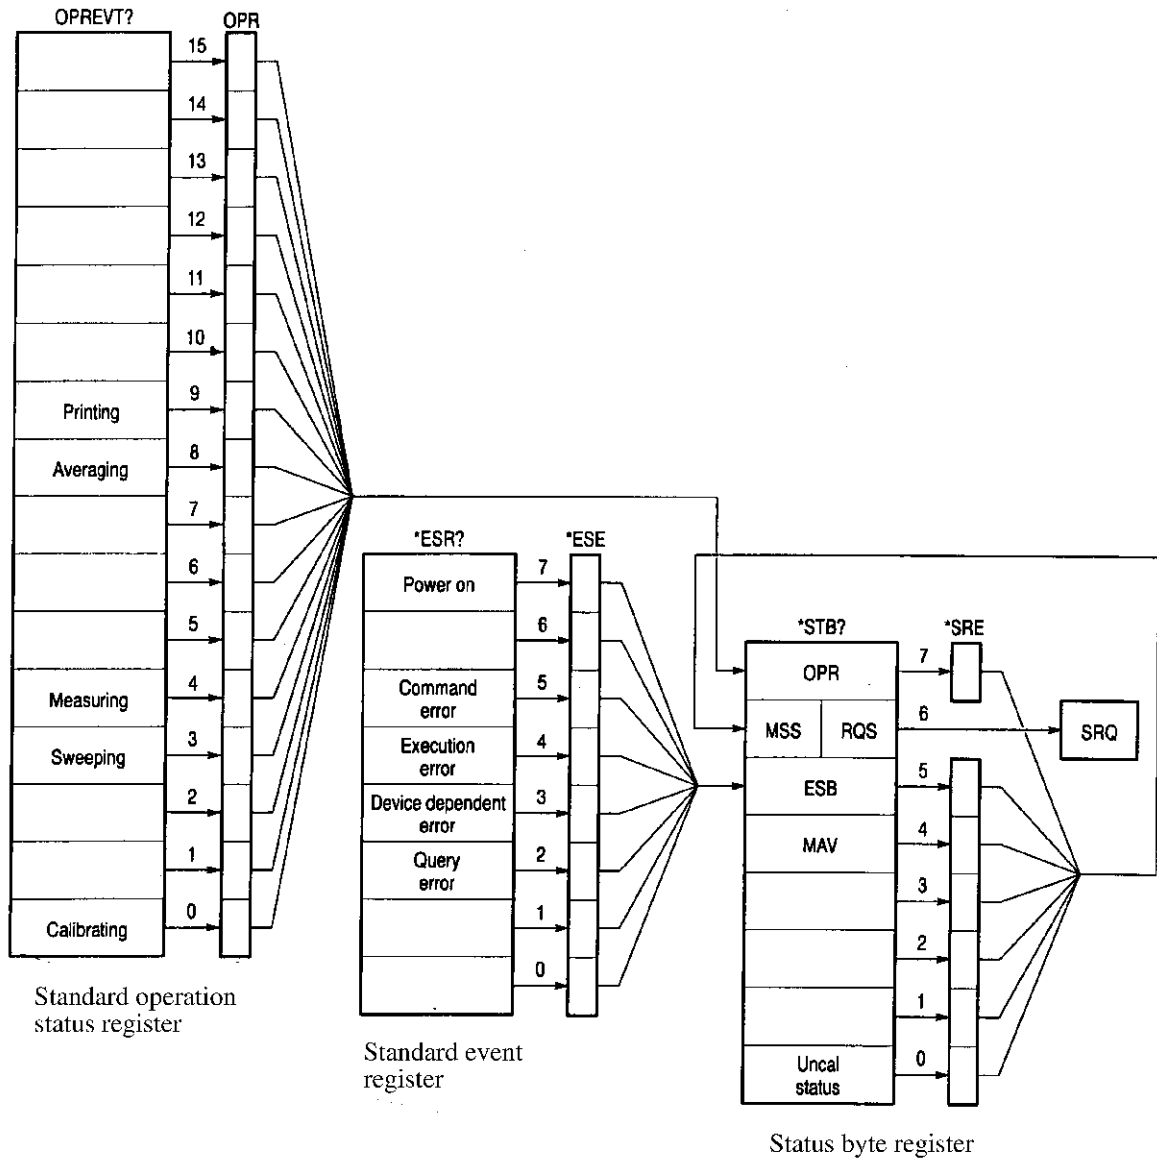 OPREVT?
OPR
15
14
13
12
11
10
Printing
9
Averaging
8
7
6
5
Measuring
4
Sweeping
3
2
1
Calibrating
0
Standard operation
status register
*ESR?
*ESE
Power on
7
6
Command
error
5
Execution
error
4
Device dependent
error
3
Query
error
2
1
0
Standard event
register
*STB?
*SRE
OPR
7
MSS
RQS
6
SRQ
ESB
5
MAV
4
3
2
1
Uncal
status
0
Status byte register